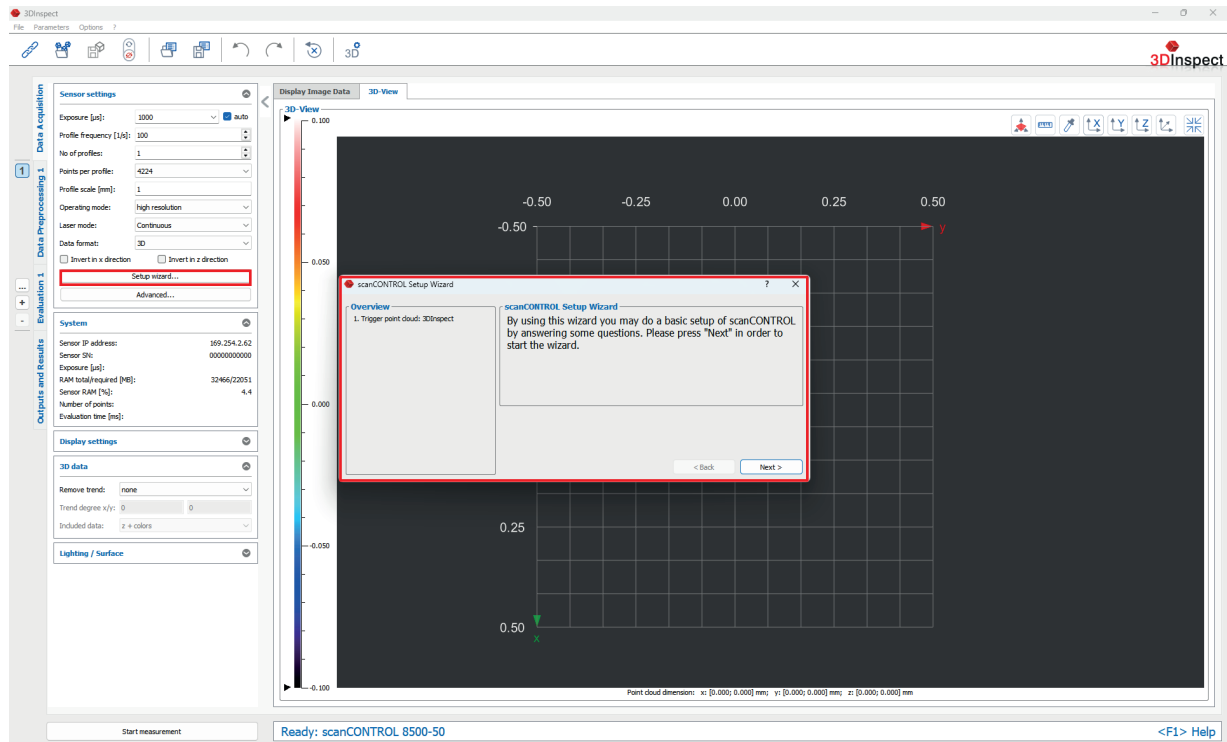 3DInspect
File Parameters Options ?
3D
3DInspect
Data Acquisition
Data Preprocessing 1
Evaluation 1
Outputs and Results
1
...
+
-
Sensor settings
Exposure [µs]: 1000 auto
Profile frequency [1/s]: 100
No of profiles: 1
Points per profile: 4224
Profile scale [mm]: 1
Operating mode: high resolution
Laser mode: Continuous
Data format: 3D
Invert in x direction Invert in z direction
Setup wizard...
Advanced...
System
Sensor IP address: 169.254.2.62
Sensor SN: 00000000000
Exposure [µs]:
RAM total/required [MB]: 32466/22051
Sensor RAM [%]: 4.4
Number of points:
Evaluation time [ms]:
Display settings
3D data
Remove trend: none
Trend degree x/y: 0 0
Included data: z + colors
Lighting / Surface
Start measurement
Display Image Data 3D-View
3D-View
0.100
0.050
0.000
-0.050
-0.100
X Y Z
-0.50 -0.25 0.00 0.25 0.50
-0.50 y
scanCONTROL Setup Wizard ? ×
Overview
1. Trigger point cloud: 3DInspect
scanCONTROL Setup Wizard
By using this wizard you may do a basic setup of scanCONTROL
by answering some questions. Please press "Next" in order to
start the wizard.
< Back Next >
0.25
0.50
x
Point cloud dimension: x: [0.000; 0.000] mm; y: [0.000; 0.000] mm; z: [0.000; 0.000] mm
Ready: scanCONTROL 8500-50 <F1> Help